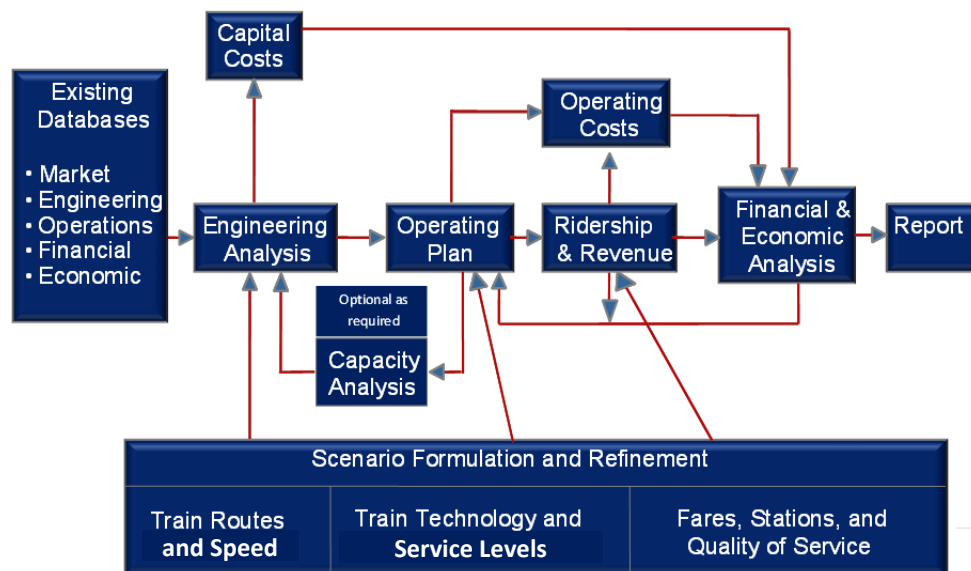 Capital
Costs
Existing
Databases
• Market
• Engineering
• Operations
• Financial
• Economic
Operating
Costs
Engineering
Analysis
Operating
Plan
Ridership
& Revenue
Financial &
Economic
Analysis
Report
Optional as
required
Capacity
Analysis
Scenario Formulation and Refinement
Train Routes
and Speed
Train Technology and
Service Levels
Fares, Stations, and
Quality of Service